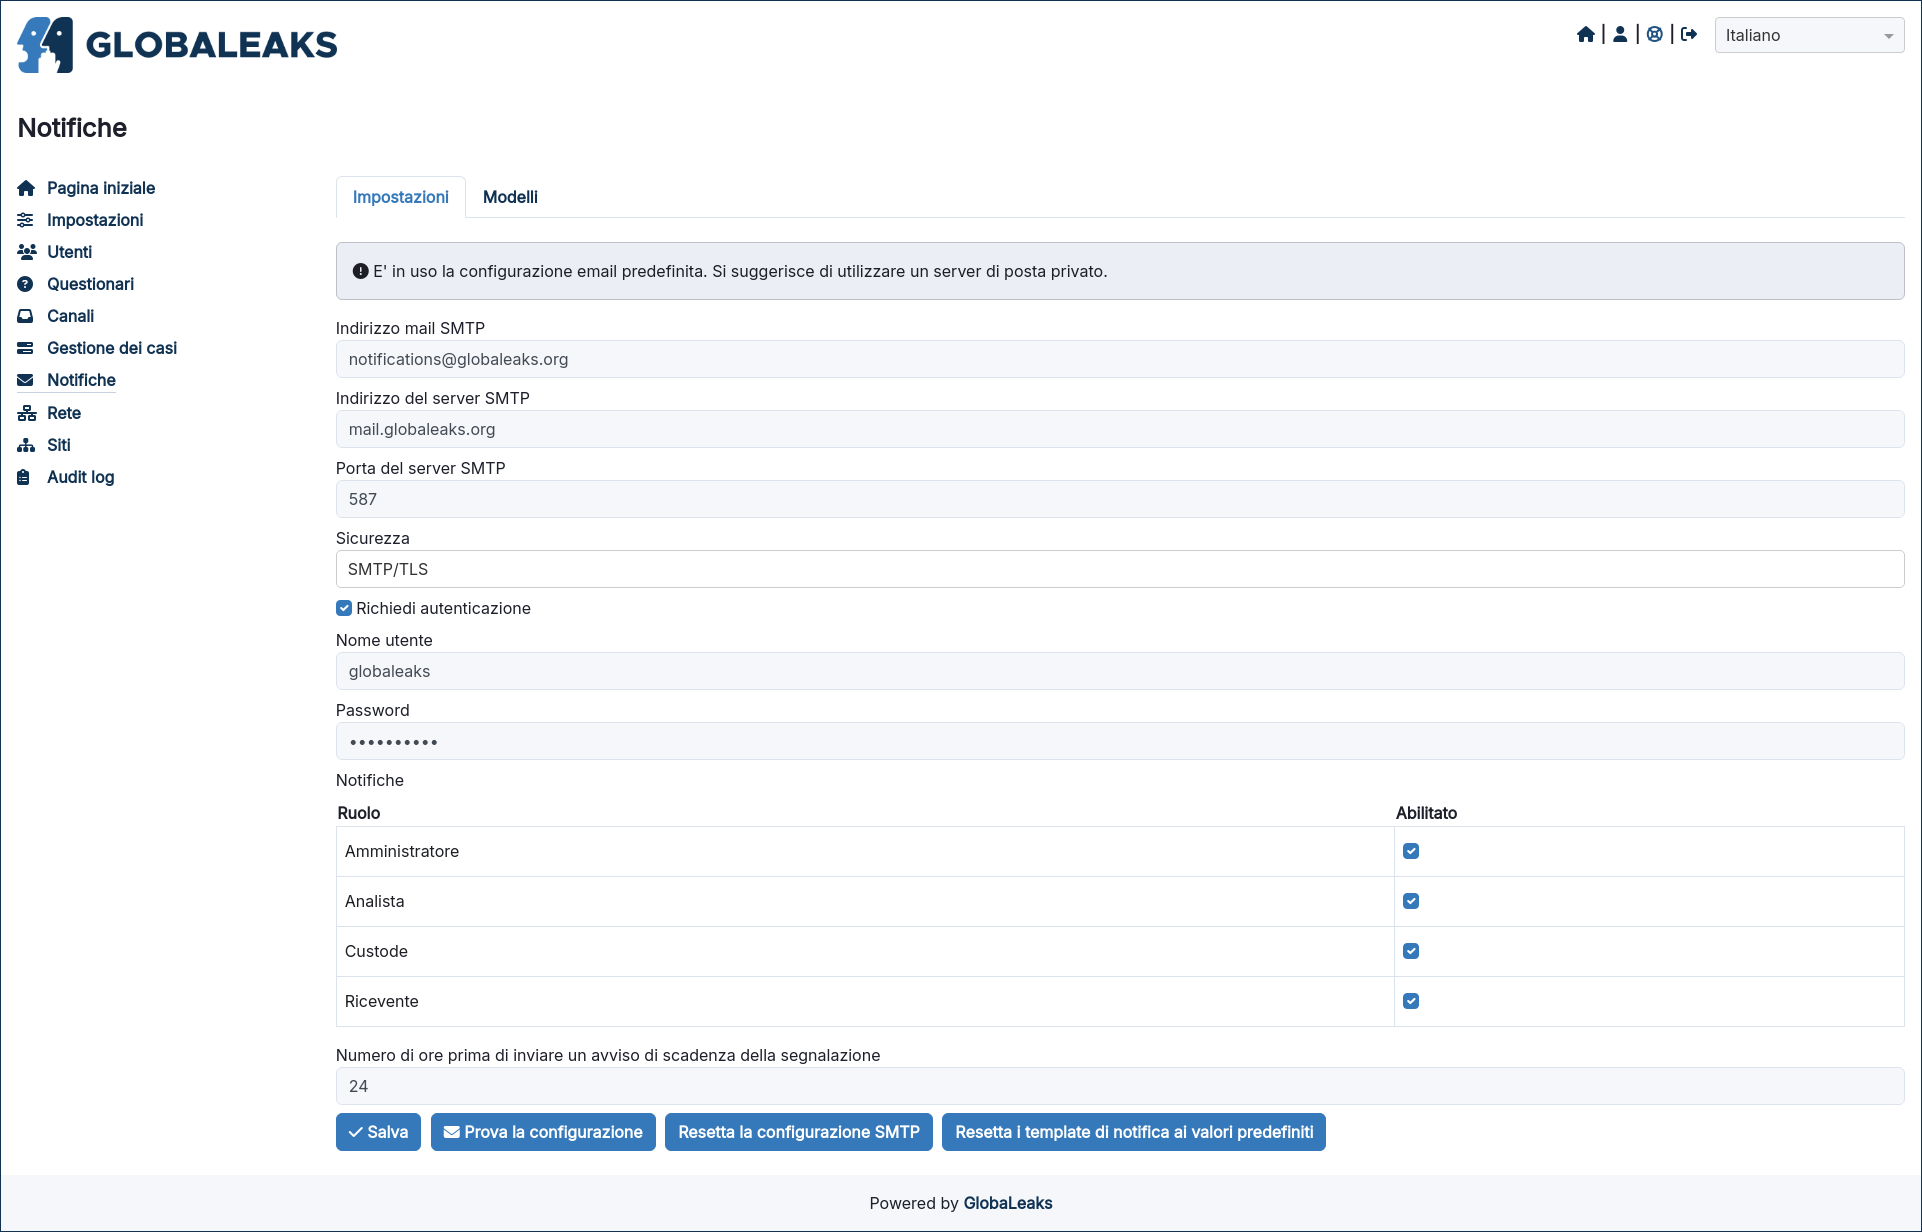 GLOBALEAKS
Italiano
Notifiche
Pagina iniziale
Impostazioni
Utenti
Questionari
Canali
Gestione dei casi
Notifiche
Rete
Siti
Audit log
Impostazioni
Modelli
E' in uso la configurazione email predefinita. Si suggerisce di utilizzare un server di posta privato.
Indirizzo mail SMTP
notifications@globaleaks.org
Indirizzo del server SMTP
mail.globaleaks.org
Porta del server SMTP
587
Sicurezza
SMTP/TLS
Richiedi autenticazione
Nome utente
globaleaks
Password
••••••••••
Notifiche
Ruolo Abilitato
Amministratore
Analista
Custode
Ricevente
Numero di ore prima di inviare un avviso di scadenza della segnalazione
24
Salva
Prova la configurazione
Resetta la configurazione SMTP
Resetta i template di notifica ai valori predefiniti
Powered by GlobaLeaks